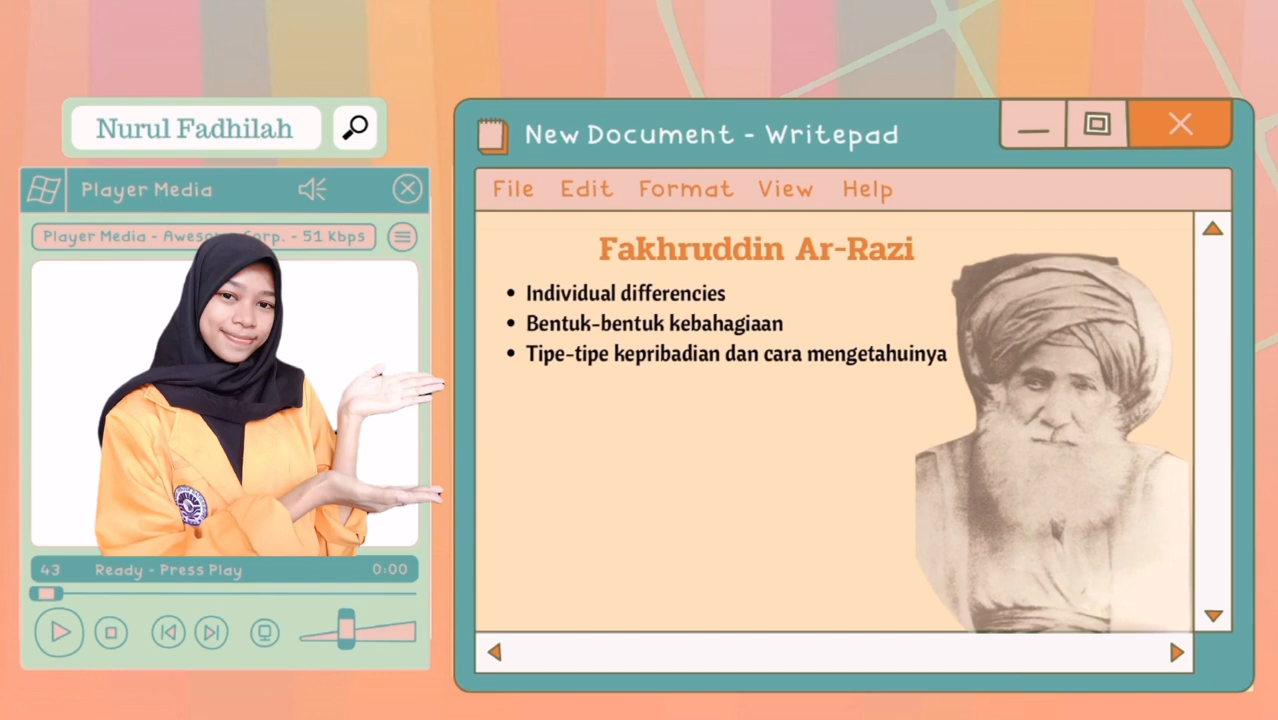 Nurul Fadhilah
Player Media
Player Media - Aweso Corp. - 51 Kbps
43 Ready - Press Play 0:00
New Document - Writepad
File Edit Format View Help
Fakhruddin Ar-Razi
• Individual differencies
• Bentuk-bentuk kebahagiaan
• Tipe-tipe kepribadian dan cara mengetahuinya